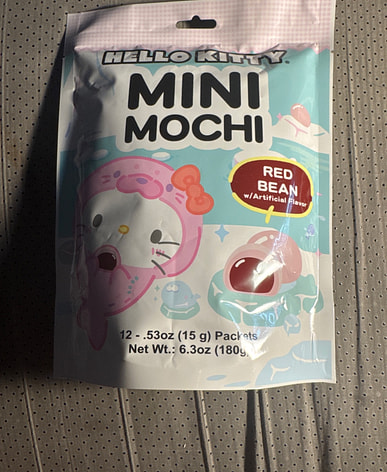 HELLO KITTY
MINI
MOCHI
RED
BEAN
w/Artificial Flavor
12 - .53oz (15 g) Packets
Net Wt.: 6.3oz (180g)